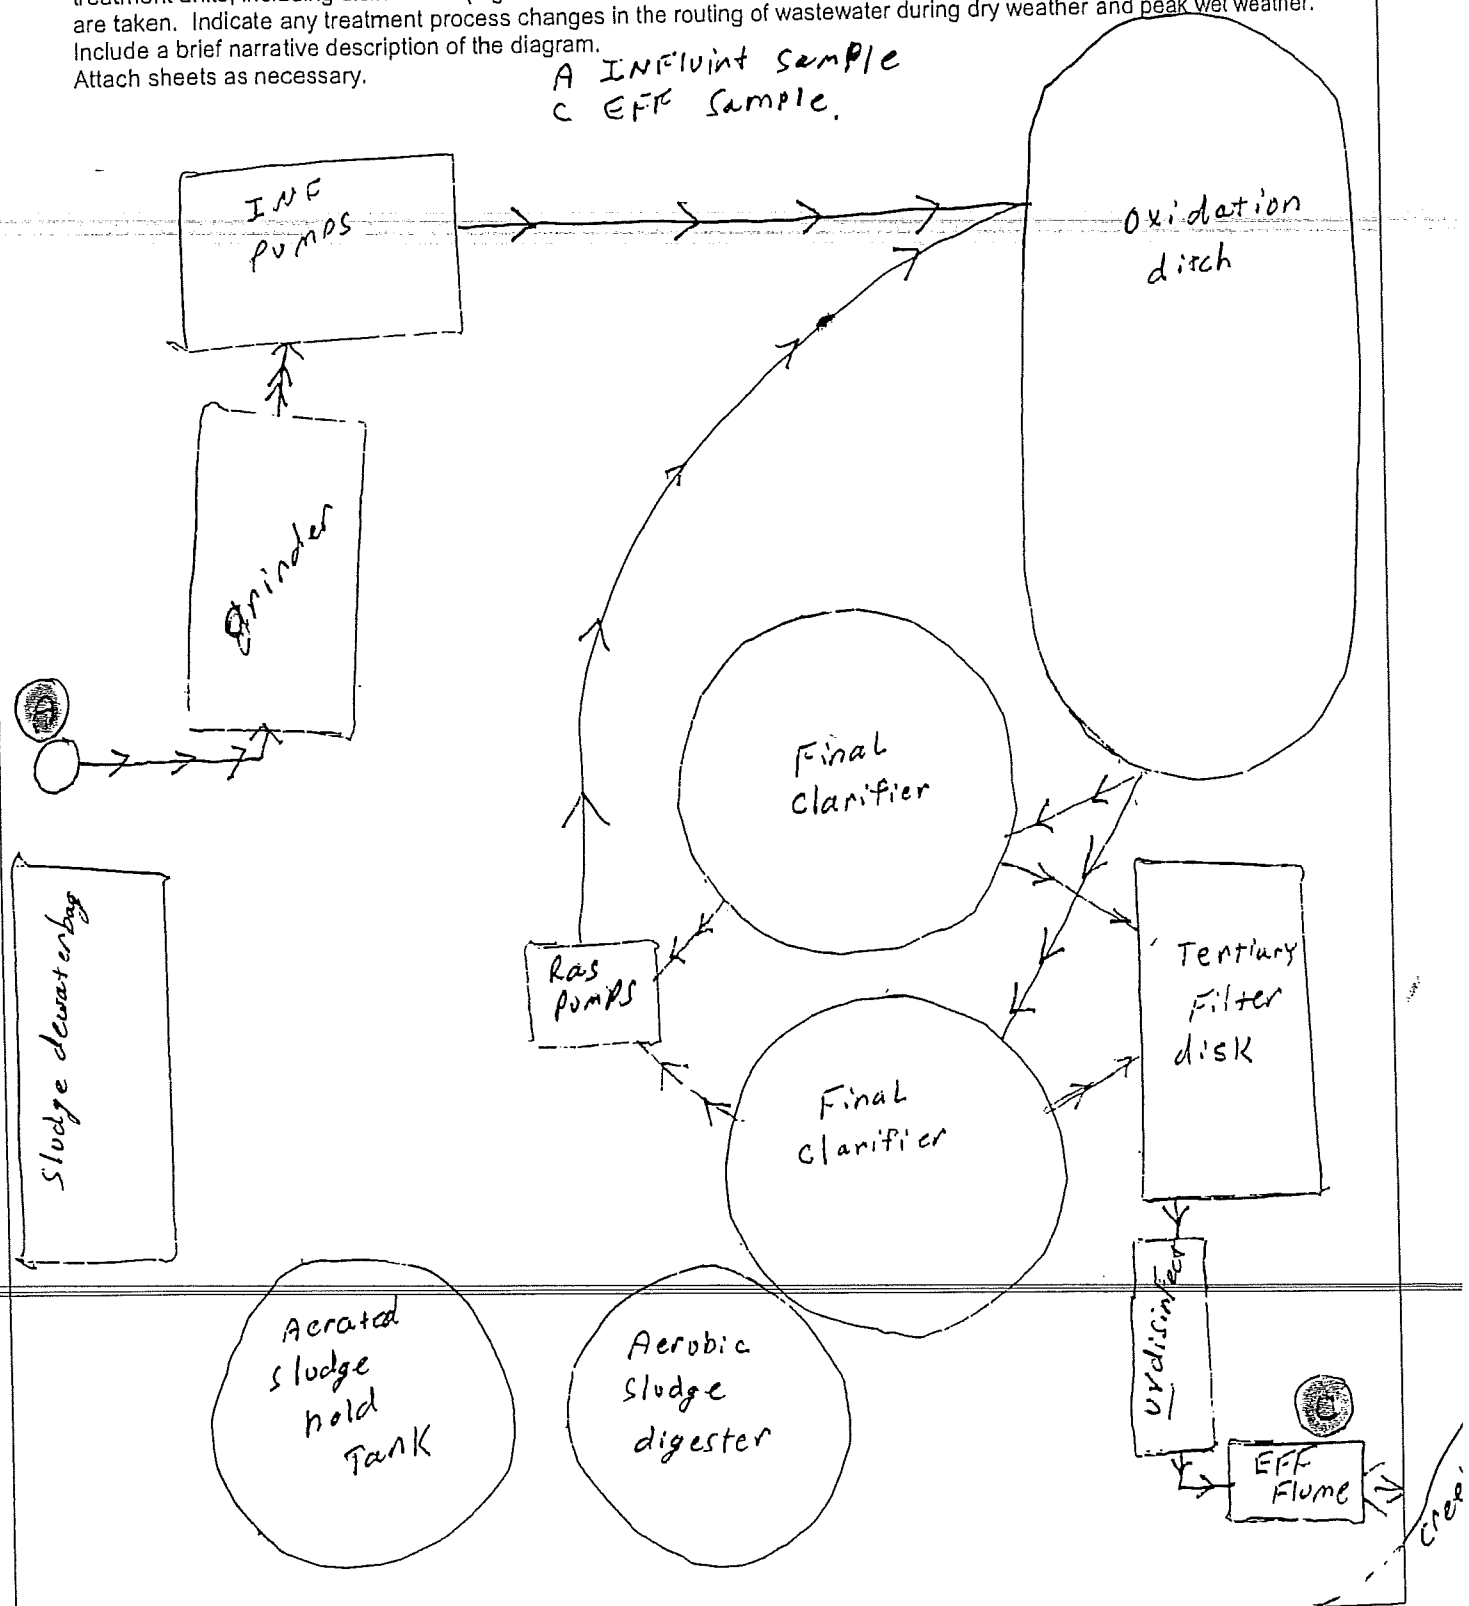 are taken. Indicate any treatment process changes in the routing of wastewater during dry weather and peak wet weather.
Include a brief narrative description of the diagram.
Attach sheets as necessary.
A INFluint Sample
C EFF Sample.
INF
PUMPS
Oxidation
ditch
Grinder
Final
Clarifier
Ras
Pumps
Tertiary
Filter
disk
Sludge dewaterbag
Final
clarifier
Aerated
sludge
hold
Tank
Aerobic
sludge
digester
uvdisinfect
C
EFF
Flume